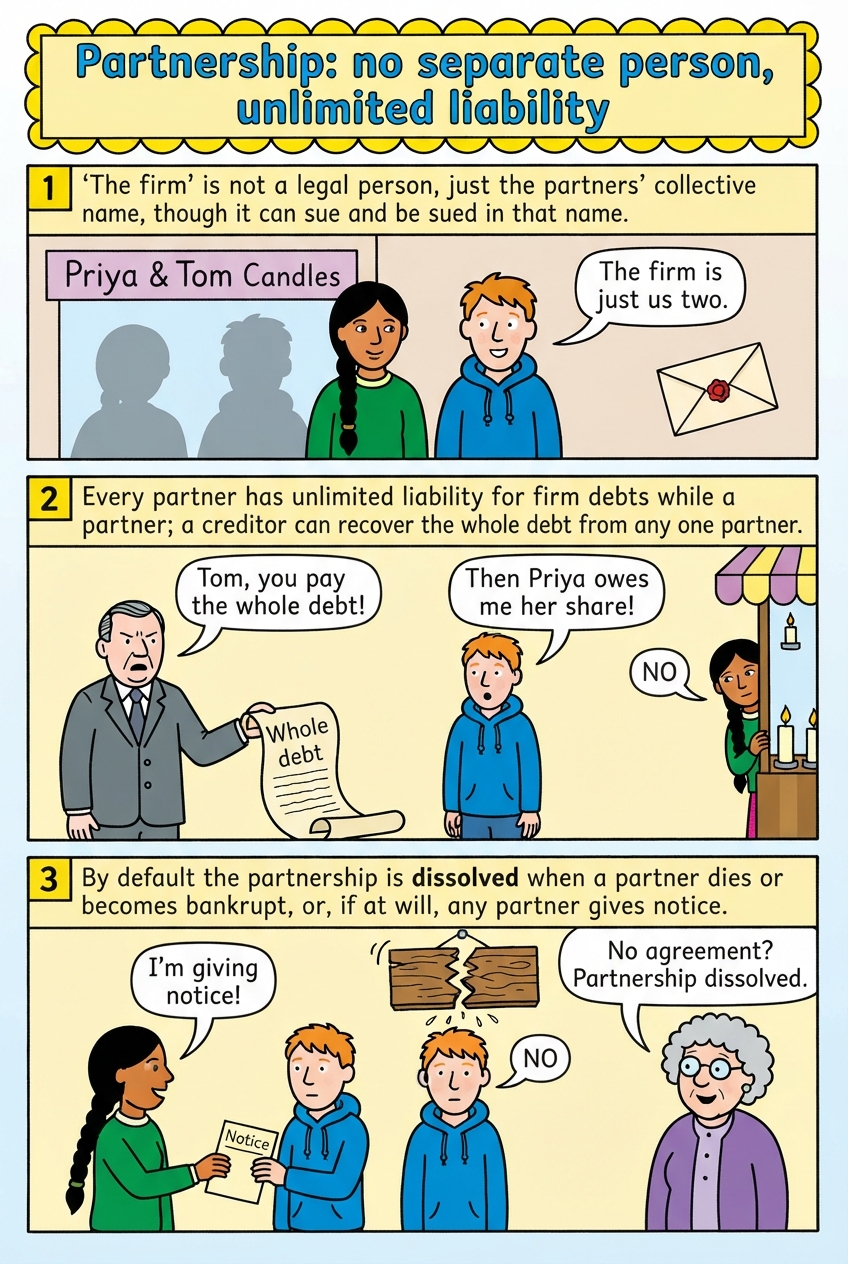 Partnership: no separate person,
unlimited liability
1
‘The firm’ is not a legal person, just the partners’ collective
name, though it can sue and be sued in that name.
Priya & Tom Candles
The firm is
just us two.
2
Every partner has unlimited liability for firm debts while a
partner; a creditor can recover the whole debt from any one partner.
Tom, you pay
the whole debt!
Then Priya owes
me her share!
NO
Whole
debt
3
By default the partnership is dissolved when a partner dies or
becomes bankrupt, or, if at will, any partner gives notice.
I’m giving
notice!
No agreement?
Partnership dissolved.
NO
Notice